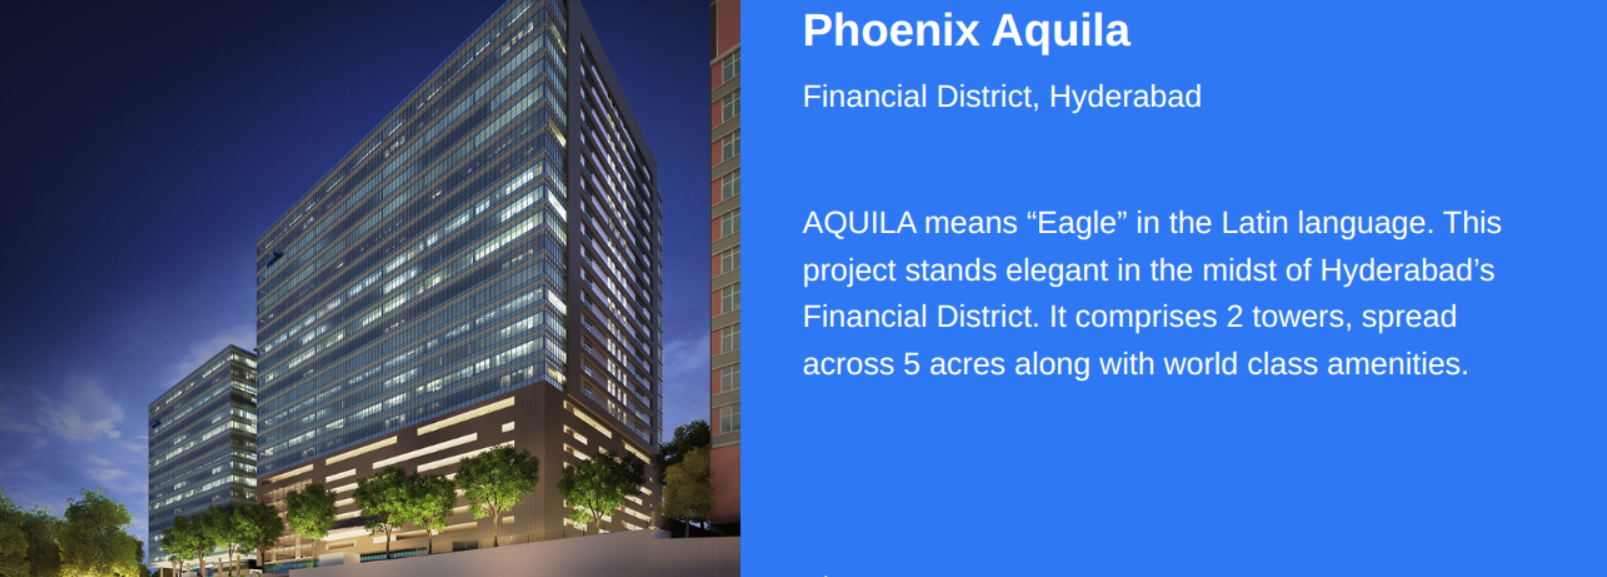 Phoenix Aquila
Financial District, Hyderabad
AQUILA means “Eagle” in the Latin language. This
project stands elegant in the midst of Hyderabad’s
Financial District. It comprises 2 towers, spread
across 5 acres along with world class amenities.